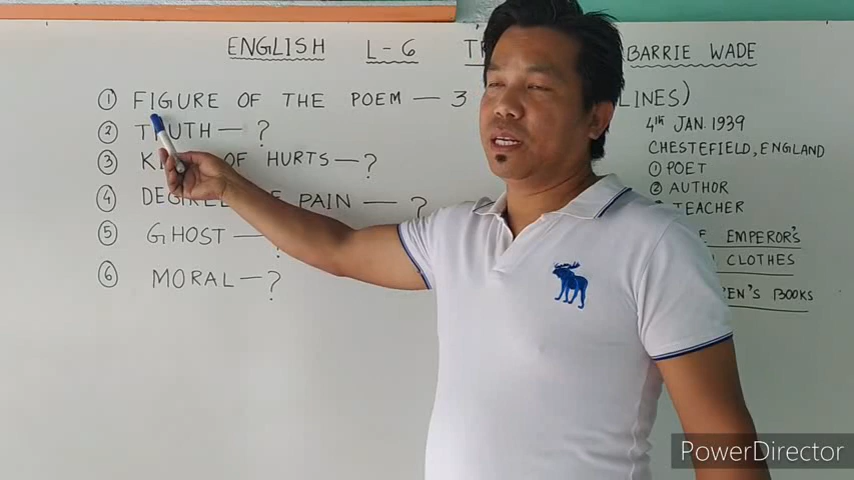 ENGLISH L-6 BARRIE WADE
① FIGURE OF THE POEM — 3 LINES)
② TRUTH — ?
③ OF HURTS — ?
④ PAIN — ?
⑤ GHOST — ?
⑥ MORAL — ?
4th JAN. 1939
CHESTEFIELD, ENGLAND
① POET
② AUTHOR
TEACHER
EMPEROR'S
CLOTHES
BOOKS
PowerDirector